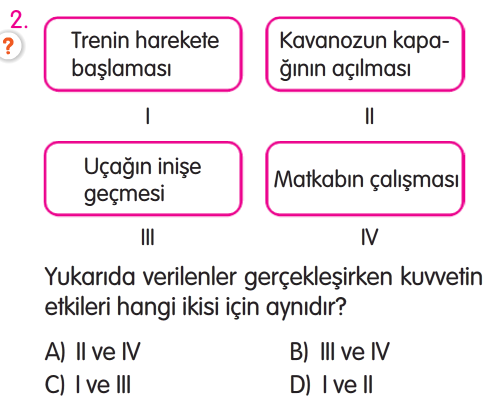 2.
?
Trenin harekete
başlaması
I
Kavanozun kapa-
ğının açılması
II
Uçağın inişe
geçmesi
III
Matkabın çalışması
IV
Yukarıda verilenler gerçekleşirken kuvvetin
etkileri hangi ikisi için aynıdır?
A) II ve IV
B) III ve IV
C) I ve III
D) I ve II